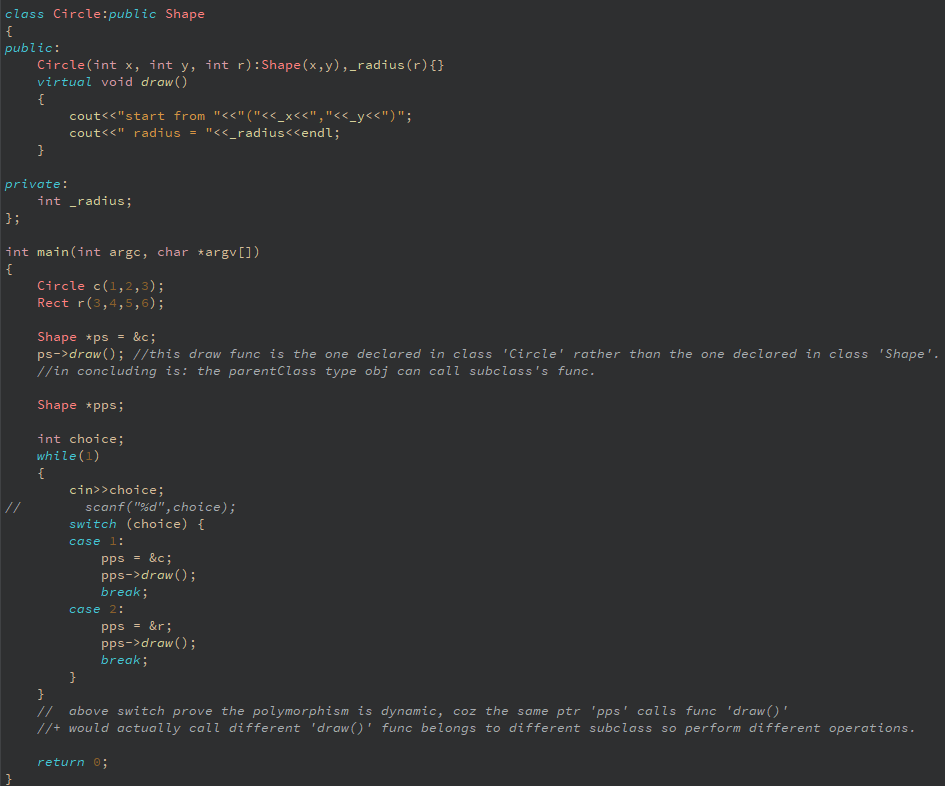 class Circle:public Shape
{
public:
    Circle(int x, int y, int r):Shape(x,y),_radius(r){}
    virtual void draw()
    {
        cout<<"start from "<<"("<<_x<<","<<_y<<")";
        cout<<" radius = "<<_radius<<endl;
    }

private:
    int _radius;
};

int main(int argc, char *argv[])
{
    Circle c(1,2,3);
    Rect r(3,4,5,6);

    Shape *ps = &c;
    ps->draw(); //this draw func is the one declared in class 'Circle' rather than the one declared in class 'Shape'.
    //in concluding is: the parentClass type obj can call subclass's func.

    Shape *pps;

    int choice;
    while(1)
    {
        cin>>choice;
//        scanf("%d",choice);
        switch (choice) {
        case 1:
            pps = &c;
            pps->draw();
            break;
        case 2:
            pps = &r;
            pps->draw();
            break;
        }
    }
    //  above switch prove the polymorphism is dynamic, coz the same ptr 'pps' calls func 'draw()'
    //+ would actually call different 'draw()' func belongs to different subclass so perform different operations.

    return 0;
}